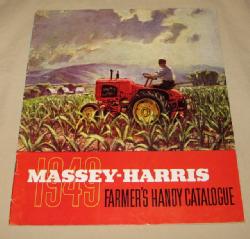 1949
MASSEY-HARRIS
FARMER'S HANDY CATALOGUE